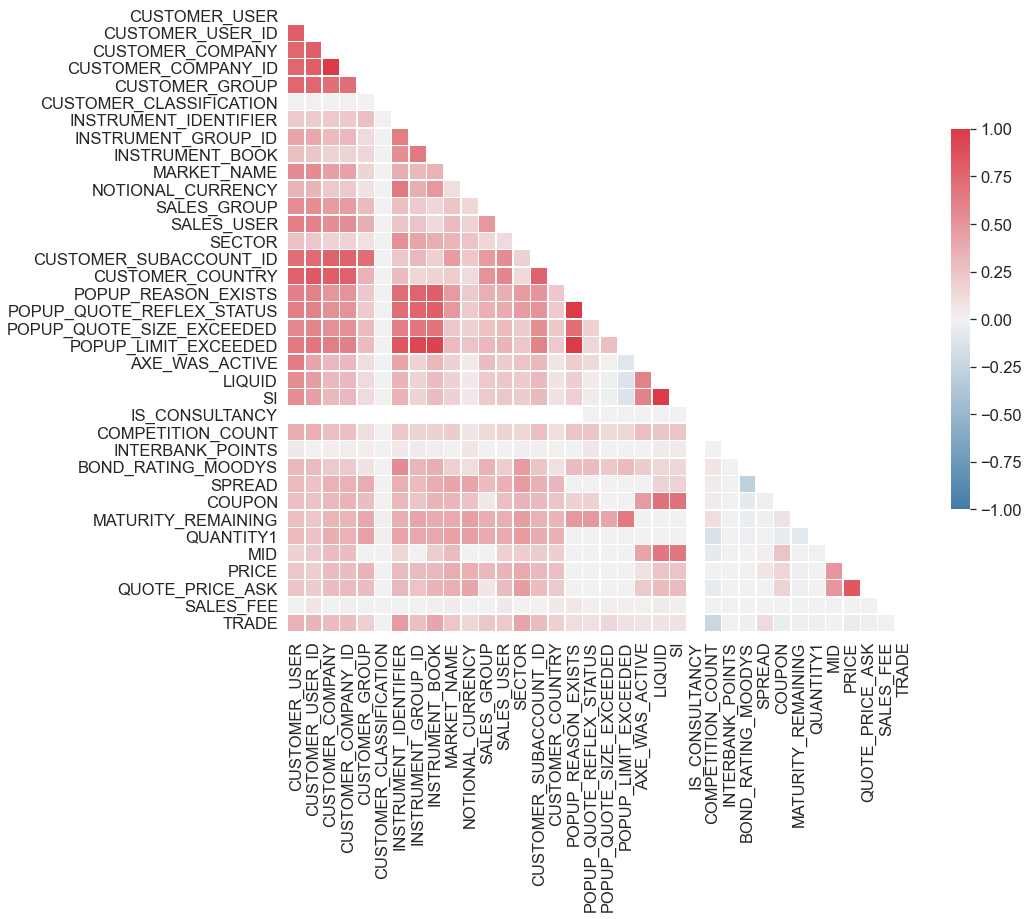 CUSTOMER_USER
CUSTOMER_USER_ID
CUSTOMER_COMPANY
CUSTOMER_COMPANY_ID
CUSTOMER_GROUP
CUSTOMER_CLASSIFICATION
INSTRUMENT_IDENTIFIER
INSTRUMENT_GROUP_ID
INSTRUMENT_BOOK
MARKET_NAME
NOTIONAL_CURRENCY
SALES_GROUP
SALES_USER
SECTOR
CUSTOMER_SUBACCOUNT_ID
CUSTOMER_COUNTRY
POPUP_REASON_EXISTS
POPUP_QUOTE_REFLEX_STATUS
POPUP_QUOTE_SIZE_EXCEEDED
POPUP_LIMIT_EXCEEDED
AXE_WAS_ACTIVE
LIQUID
SI
IS_CONSULTANCY
COMPETITION_COUNT
INTERBANK_POINTS
BOND_RATING_MOODYS
SPREAD
COUPON
MATURITY_REMAINING
QUANTITY1
MID
PRICE
QUOTE_PRICE_ASK
SALES_FEE
TRADE
CUSTOMER_USER
CUSTOMER_USER_ID
CUSTOMER_COMPANY
CUSTOMER_COMPANY_ID
CUSTOMER_GROUP
CUSTOMER_CLASSIFICATION
INSTRUMENT_IDENTIFIER
INSTRUMENT_GROUP_ID
INSTRUMENT_BOOK
MARKET_NAME
NOTIONAL_CURRENCY
SALES_GROUP
SALES_USER
SECTOR
CUSTOMER_SUBACCOUNT_ID
CUSTOMER_COUNTRY
POPUP_REASON_EXISTS
POPUP_QUOTE_REFLEX_STATUS
POPUP_QUOTE_SIZE_EXCEEDED
POPUP_LIMIT_EXCEEDED
AXE_WAS_ACTIVE
LIQUID
SI
IS_CONSULTANCY
COMPETITION_COUNT
INTERBANK_POINTS
BOND_RATING_MOODYS
SPREAD
COUPON
MATURITY_REMAINING
QUANTITY1
MID
PRICE
QUOTE_PRICE_ASK
SALES_FEE
TRADE
1.00
0.75
0.50
0.25
0.00
−0.25
−0.50
−0.75
−1.00